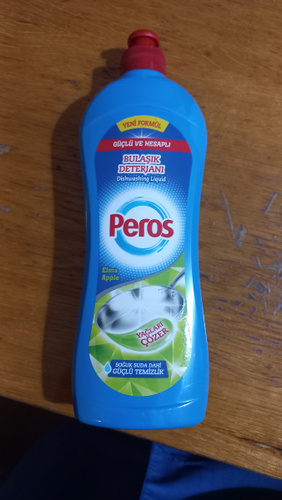 YENİ FORMÜL
GÜÇLÜ VE HESAPLI
BULAŞIK
DETERJANI
Dishwashing Liquid
Peros
Elma
Apple
YAĞLARI
ÇÖZER
SOĞUK SUDA DAHİ
GÜÇLÜ TEMİZLİK